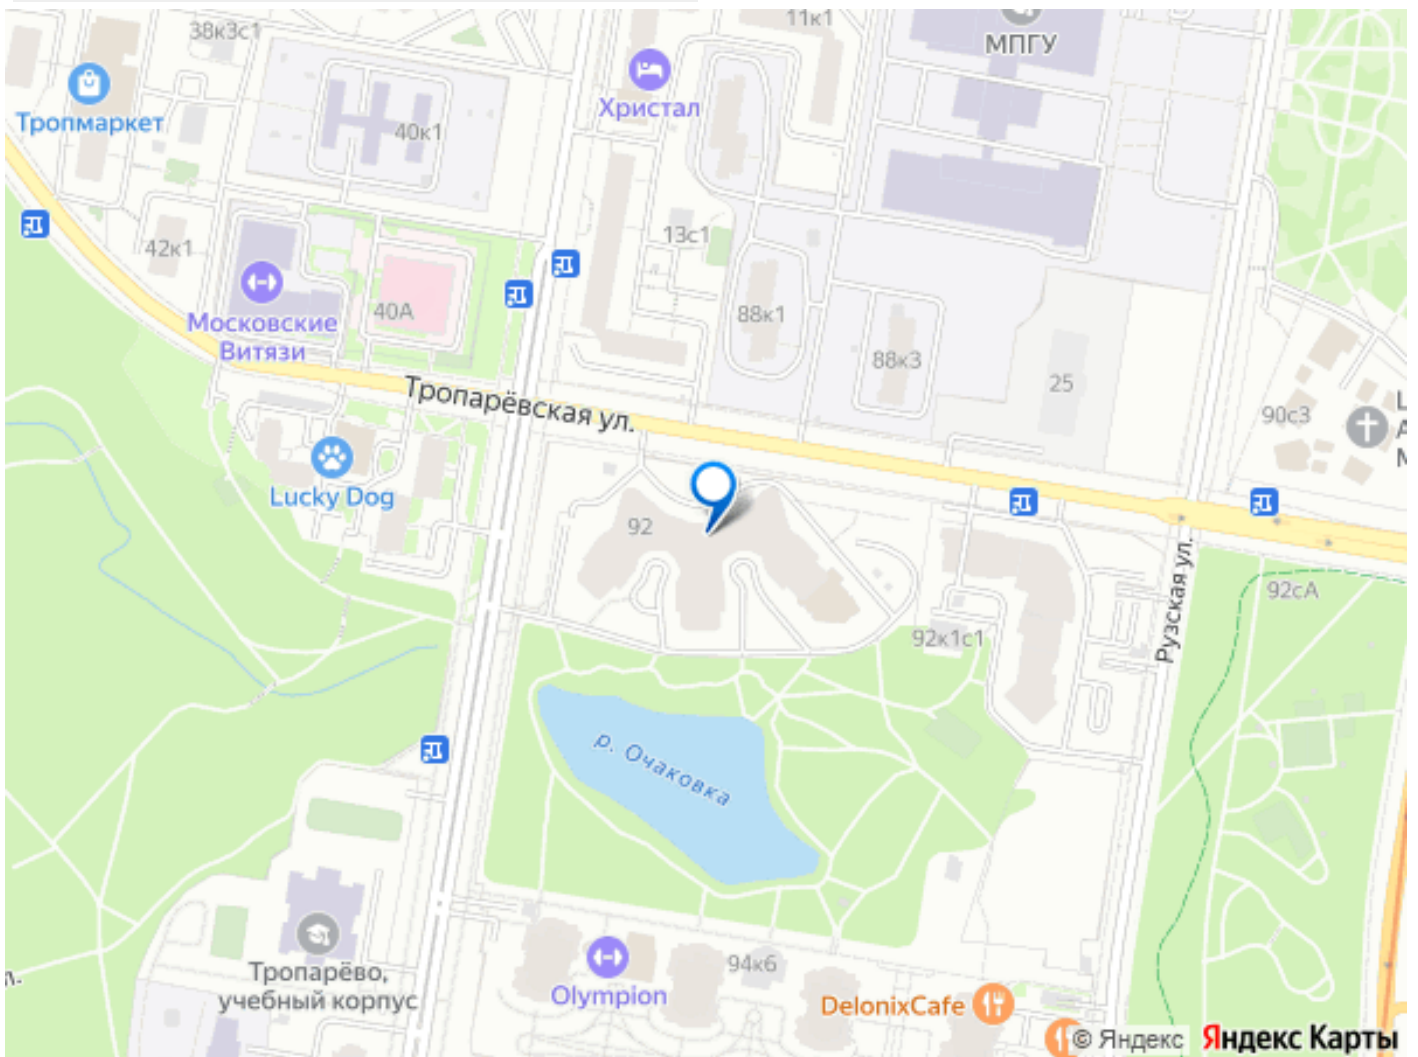 38к3с1
11к1
МПГУ
Тропмаркет
Христал
40к1
42к1
13с1
40А
88к1
Московские
Витязи
88к3
25
Тропарёвская ул.
90с3
Lucky Dog
92
Рузская ул.
92сА
92к1с1
р. Очаковка
Тропарёво,
учебный корпус
Olympion
94к6
DelonixCafe
© Яндекс Яндекс Карты